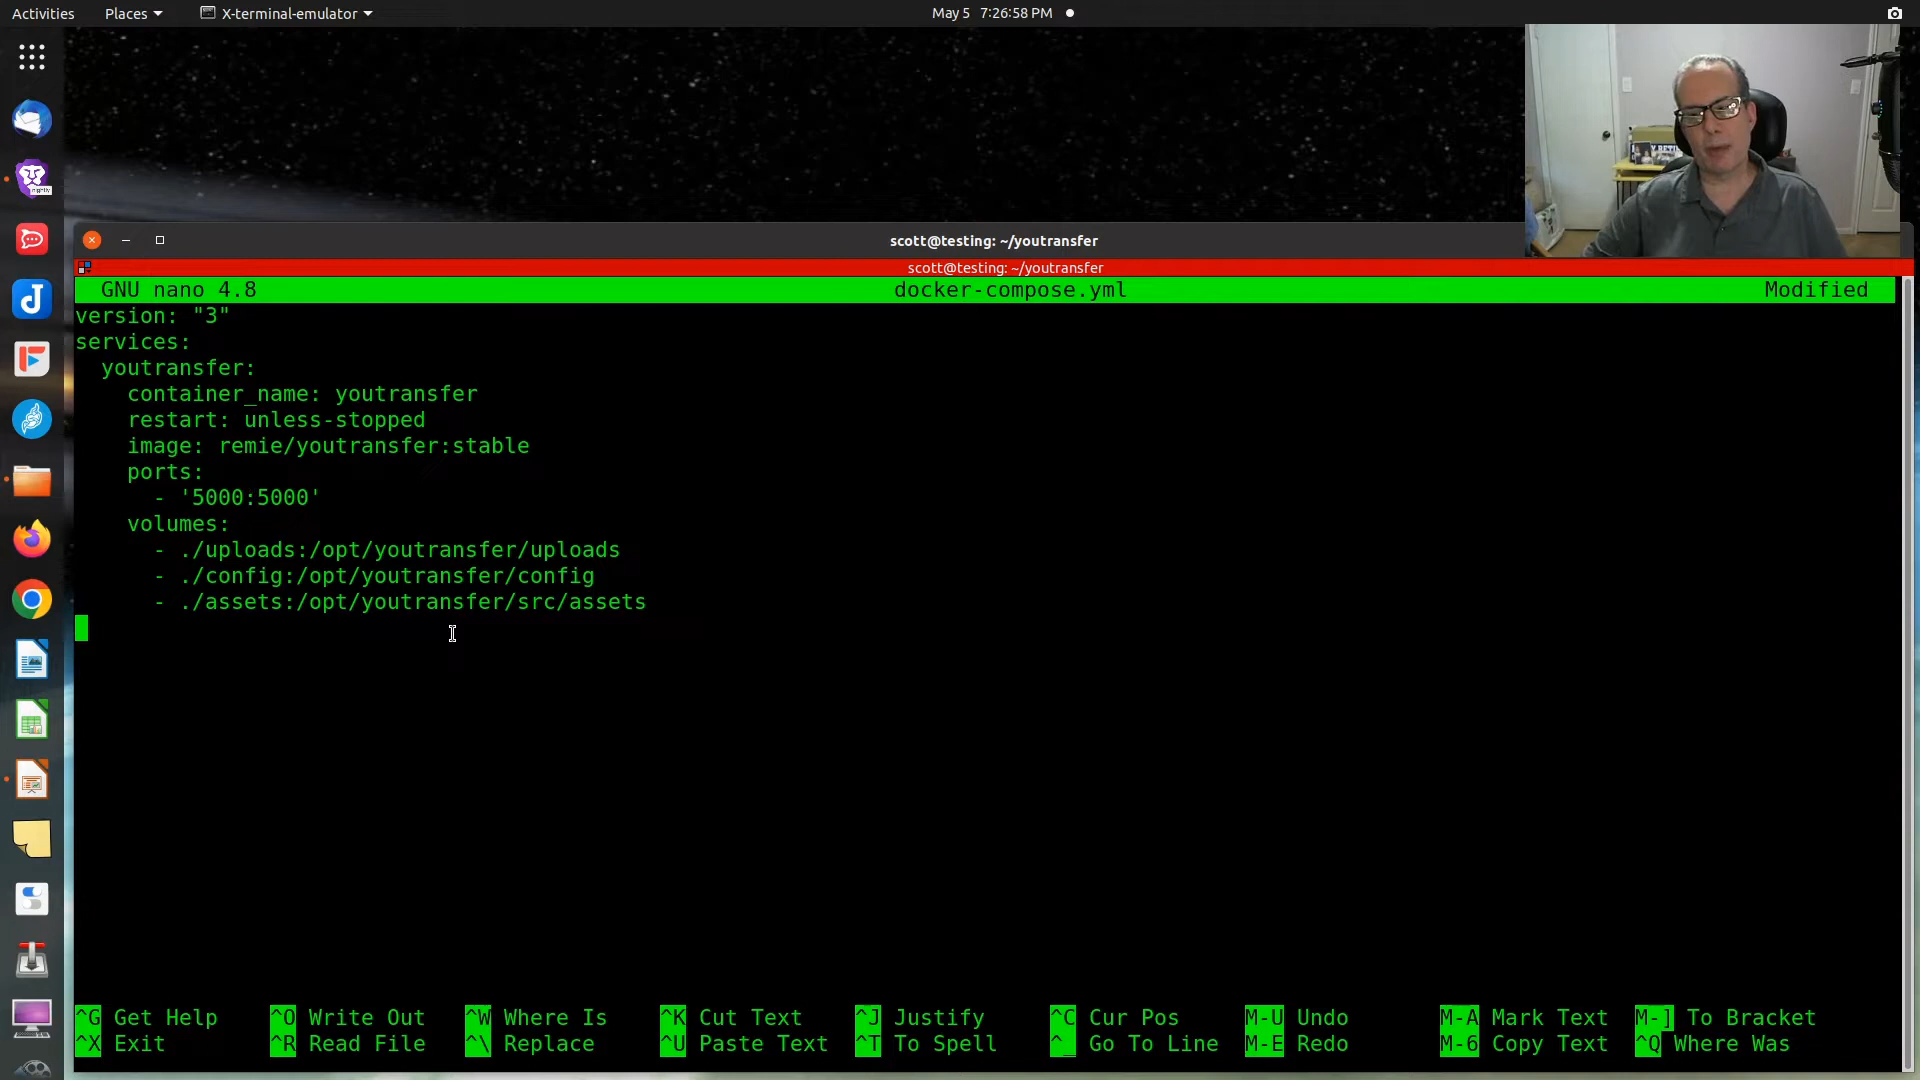 Activities Places X-terminal-emulator May 5 7:26:58 PM
scott@testing: ~/youtransfer
scott@testing: ~/youtransfer
GNU nano 4.8 docker-compose.yml Modified
version: "3"
services:
  youtransfer:
    container_name: youtransfer
    restart: unless-stopped
    image: remie/youtransfer:stable
    ports:
      - '5000:5000'
    volumes:
      - ./uploads:/opt/youtransfer/uploads
      - ./config:/opt/youtransfer/config
      - ./assets:/opt/youtransfer/src/assets
^G Get Help ^O Write Out ^W Where Is ^K Cut Text ^J Justify ^C Cur Pos M-U Undo M-A Mark Text M-] To Bracket
^X Exit ^R Read File ^\ Replace ^U Paste Text ^T To Spell ^_ Go To Line M-E Redo M-6 Copy Text ^Q Where Was